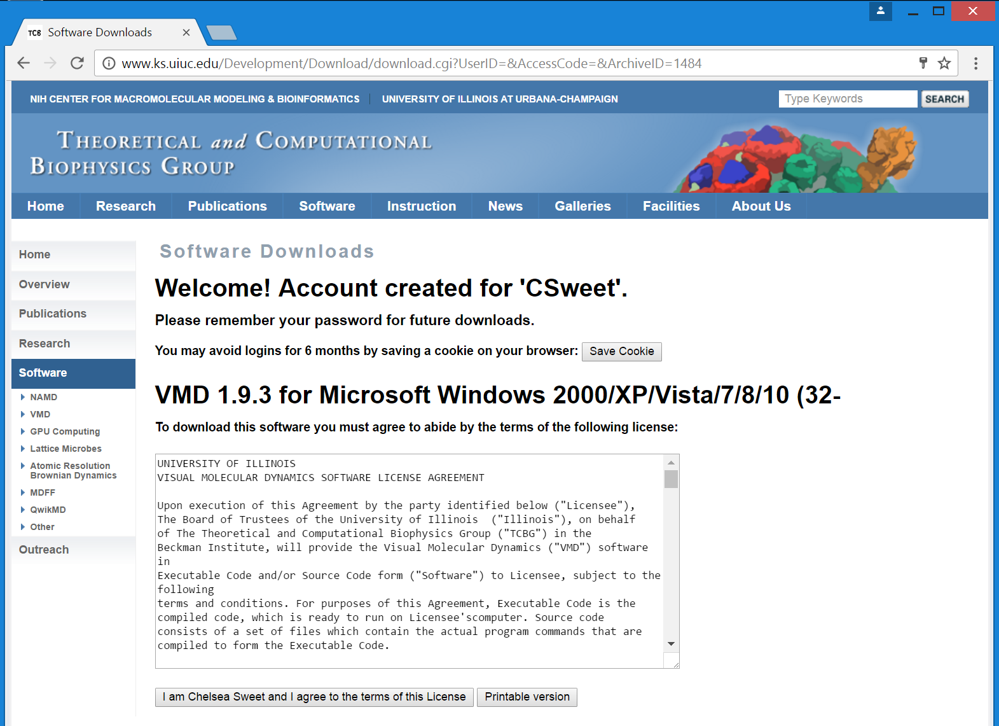 TCB Software Downloads
www.ks.uiuc.edu/Development/Download/download.cgi?UserID=&AccessCode=&ArchiveID=1484
NIH CENTER FOR MACROMOLECULAR MODELING & BIOINFORMATICS UNIVERSITY OF ILLINOIS AT URBANA-CHAMPAIGN Type Keywords SEARCH
THEORETICAL and COMPUTATIONAL
BIOPHYSICS GROUP
Home Research Publications Software Instruction News Galleries Facilities About Us
Home
Overview
Publications
Research
Software
NAMD
VMD
GPU Computing
Lattice Microbes
Atomic Resolution
Brownian Dynamics
MDFF
QwikMD
Other
Outreach
Software Downloads
Welcome! Account created for 'CSweet'.
Please remember your password for future downloads.
You may avoid logins for 6 months by saving a cookie on your browser: Save Cookie
VMD 1.9.3 for Microsoft Windows 2000/XP/Vista/7/8/10 (32-
To download this software you must agree to abide by the terms of the following license:
UNIVERSITY OF ILLINOIS
VISUAL MOLECULAR DYNAMICS SOFTWARE LICENSE AGREEMENT
Upon execution of this Agreement by the party identified below ("Licensee"),
The Board of Trustees of the University of Illinois  ("Illinois"), on behalf
of The Theoretical and Computational Biophysics Group ("TCBG") in the
Beckman Institute, will provide the Visual Molecular Dynamics ("VMD") software
in
Executable Code and/or Source Code form ("Software") to Licensee, subject to the
following
terms and conditions. For purposes of this Agreement, Executable Code is the
compiled code, which is ready to run on Licensee'scomputer. Source code
consists of a set of files which contain the actual program commands that are
compiled to form the Executable Code.
I am Chelsea Sweet and I agree to the terms of this License Printable version